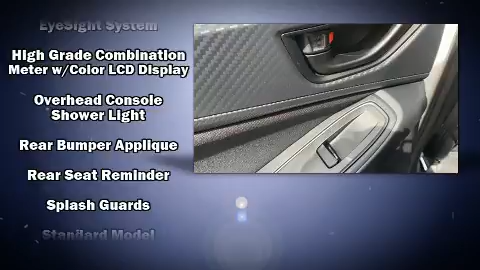 EyeSight System
High Grade Combination
Meter w/Color LCD Display
Overhead Console
Shower Light
Rear Bumper Applique
Rear Seat Reminder
Splash Guards
Standard Model